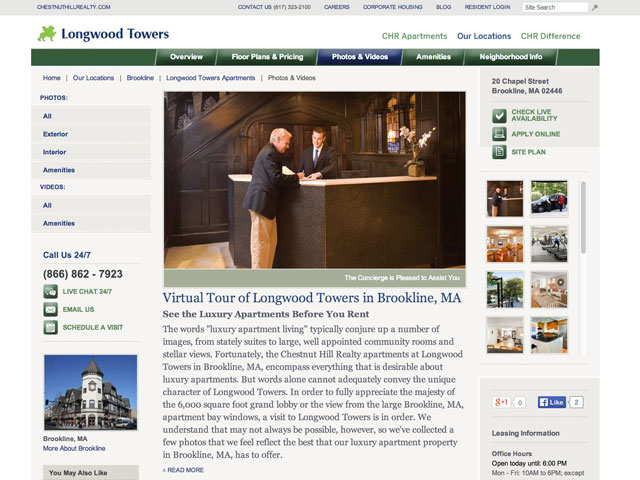 CHESTNUTHILLREALTY.COM
CONTACT US (617) 323-2100
CAREERS
CORPORATE HOUSING
BLOG
RESIDENT LOGIN
Site Search
Longwood Towers
CHR Apartments
Our Locations
CHR Difference
Overview
Floor Plans & Pricing
Photos & Videos
Amenities
Neighborhood Info
Home | Our Locations | Brookline | Longwood Towers Apartments | Photos & Videos
PHOTOS:
All
Exterior
Interior
Amenities
VIDEOS:
All
Amenities
Call Us 24/7
(866) 862 - 7923
LIVE CHAT 24/7
EMAIL US
SCHEDULE A VISIT
Brookline, MA
More About Brookline
You May Also Like
The Concierge is Pleased to Assist You
Virtual Tour of Longwood Towers in Brookline, MA
See the Luxury Apartments Before You Rent
The words "luxury apartment living" typically conjure up a number of
images, from stately suites to large, well appointed community rooms and
stellar views. Fortunately, the Chestnut Hill Realty apartments at Longwood
Towers in Brookline, MA, encompass everything that is desirable about
luxury apartments. But words alone cannot adequately convey the unique
character of Longwood Towers. In order to fully appreciate the majesty of
the 6,000 square foot grand lobby or the view from the large Brookline, MA,
apartment bay windows, a visit to Longwood Towers is in order. We
understand that may not always be possible, however, so we've collected a
few photos that we feel reflect the best that our luxury apartment property
in Brookline, MA, has to offer.
» READ MORE
20 Chapel Street
Brookline, MA 02446
CHECK LIVE
AVAILABILITY
APPLY ONLINE
SITE PLAN
g+1 0
f Like 2
Leasing Information
Office Hours
Open today until: 6:00 PM
Mon - Fri: 10AM to 6PM; except